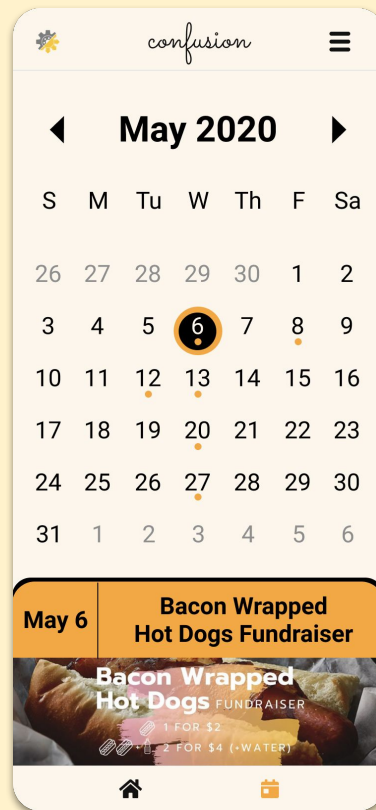 confusion
May 2020
S M Tu W Th F Sa
26 27 28 29 30 1 2
3 4 5 6 7 8 9
10 11 12 13 14 15 16
17 18 19 20 21 22 23
24 25 26 27 28 29 30
31 1 2 3 4 5 6
May 6
Bacon Wrapped
Hot Dogs Fundraiser
Bacon Wrapped
Hot Dogs FUNDRAISER
1 FOR $2
+ 2 FOR $4 (+WATER)